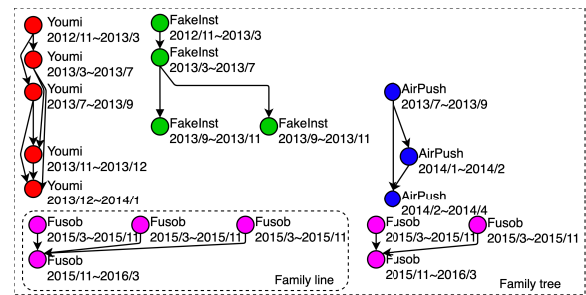 Youmi
2012/11~2013/3
Youmi
2013/3~2013/7
Youmi
2013/7~2013/9
Youmi
2013/11~2013/12
Youmi
2013/12~2014/1
FakeInst
2012/11~2013/3
FakeInst
2013/3~2013/7
FakeInst
2013/9~2013/11
FakeInst
2013/9~2013/11
AirPush
2013/7~2013/9
AirPush
2014/1~2014/2
AirPush
2014/2~2014/4
Fusob
2015/3~2015/11
Fusob
2015/3~2015/11
Fusob
2015/3~2015/11
Fusob
2015/11~2016/3
Family line
Fusob
2015/3~2015/11
Fusob
2015/3~2015/11
Fusob
2015/11~2016/3
Family tree